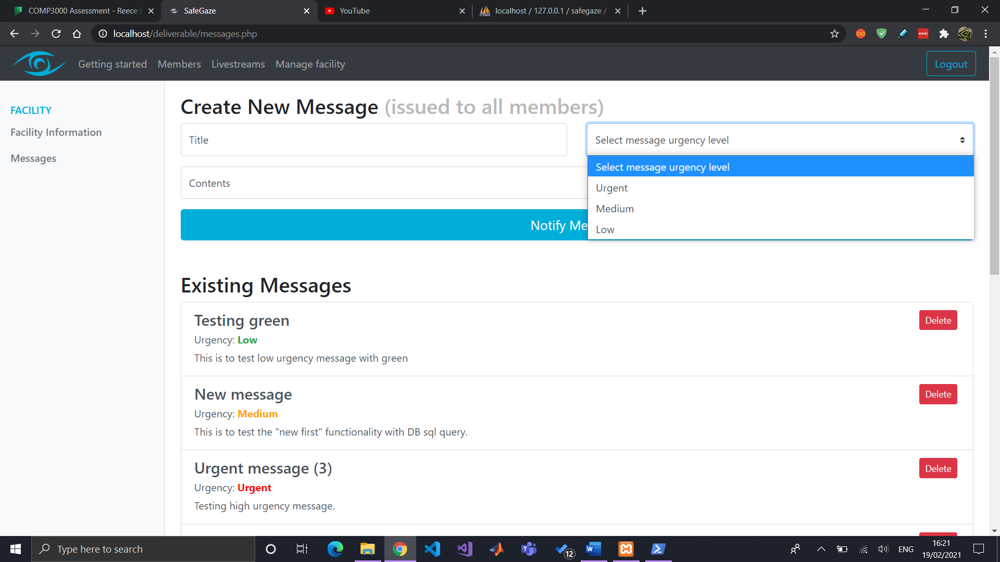 COMP3000 Assessment - Reece
SafeGaze
YouTube
localhost / 127.0.0.1 / safegaze /
localhost/deliverable/messages.php
Getting started
Members
Livestreams
Manage facility
Logout
FACILITY
Facility Information
Messages
Create New Message (issued to all members)
Title
Select message urgency level
Select message urgency level
Urgent
Medium
Low
Contents
Notify Me
Existing Messages
Testing green
Delete
Urgency: Low
This is to test low urgency message with green
New message
Delete
Urgency: Medium
This is to test the "new first" functionality with DB sql query.
Urgent message (3)
Delete
Urgency: Urgent
Testing high urgency message.
Type here to search
12
ENG
16:21
19/02/2021